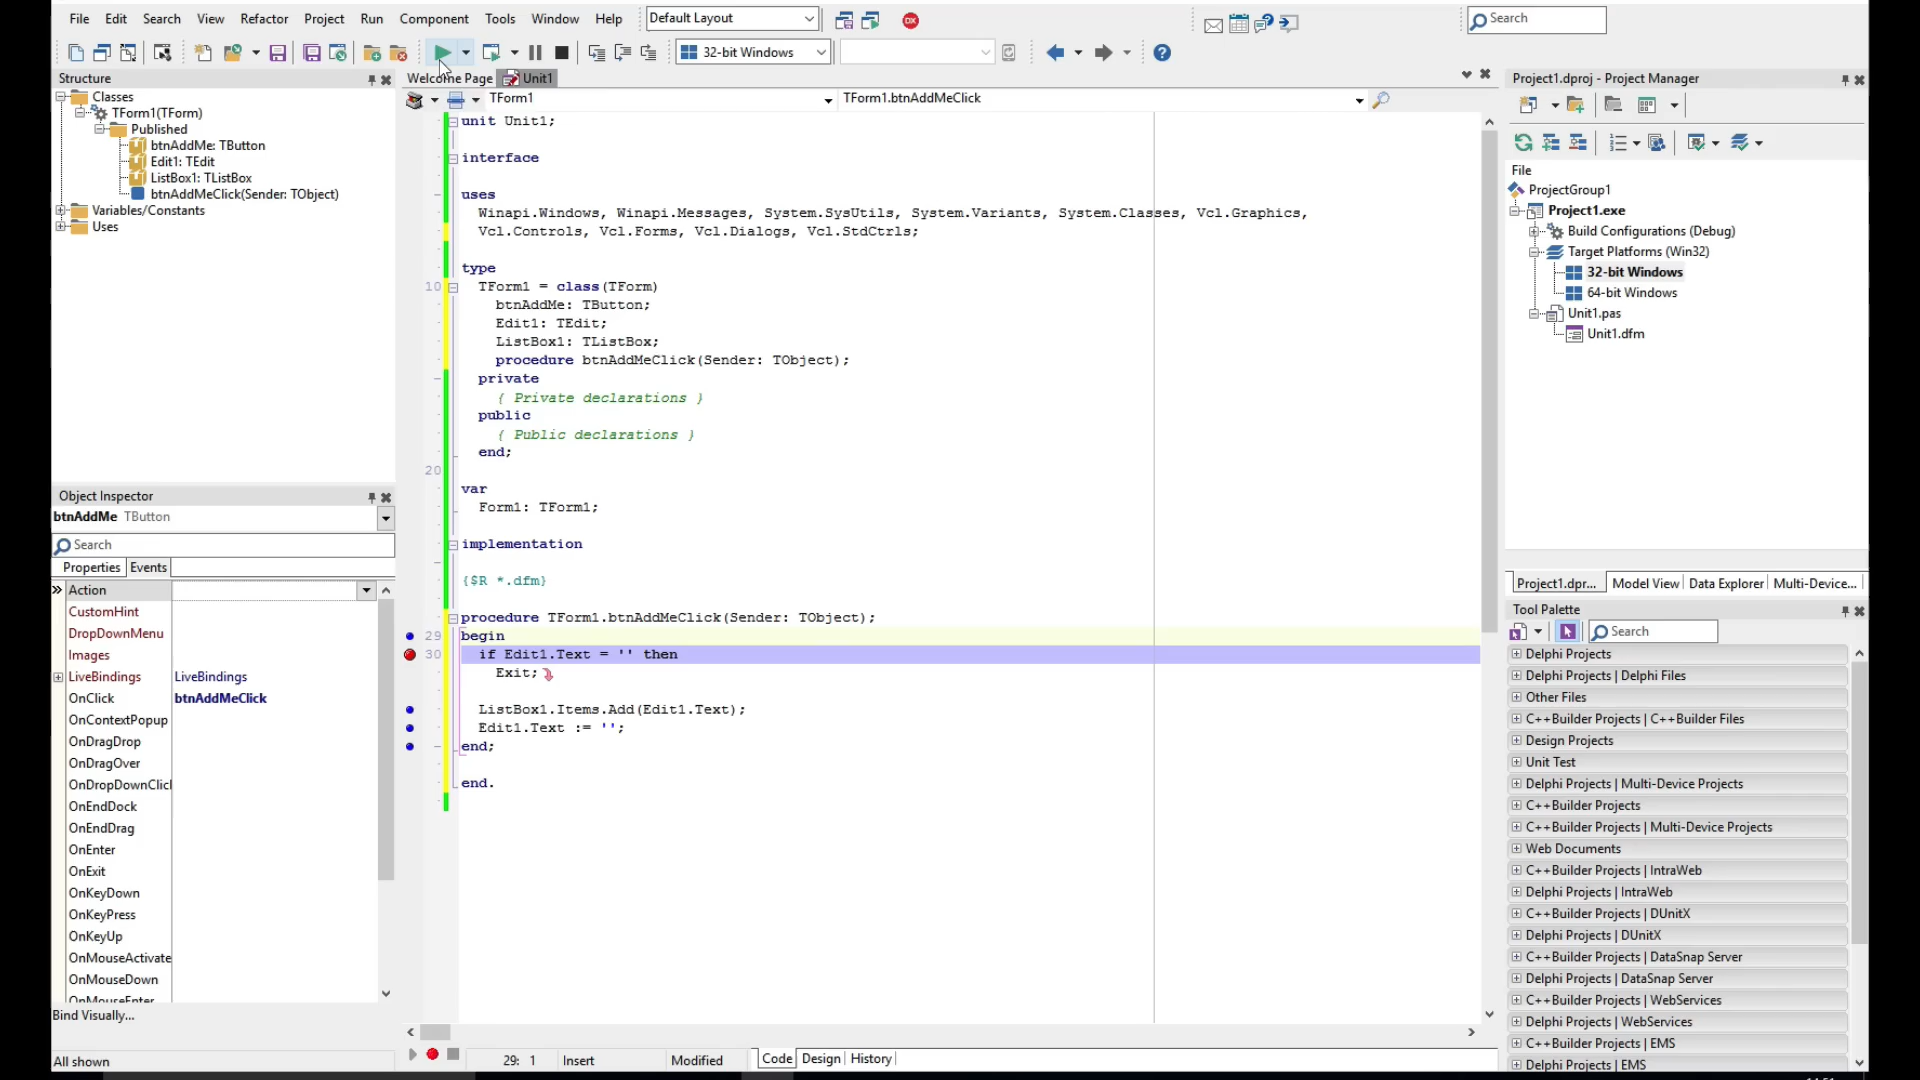 File Edit Search View Refactor Project Run Component Tools Window Help
Default Layout
Search
32-bit Windows
Structure
Classes
TForm1(TForm)
Published
btnAddMe: TButton
Edit1: TEdit
ListBox1: TListBox
btnAddMeClick(Sender: TObject)
Variables/Constants
Uses
Object Inspector
btnAddMe TButton
Search
Properties Events
Action
CustomHint
DropDownMenu
Images
LiveBindings LiveBindings
OnClick btnAddMeClick
OnContextPopup
OnDragDrop
OnDragOver
OnDropDownClicl
OnEndDock
OnEndDrag
OnEnter
OnExit
OnKeyDown
OnKeyPress
OnKeyUp
OnMouseActivate
OnMouseDown
OnMouseEnter
Bind Visually...
All shown
Welcome Page Unit1
TForm1 TForm1.btnAddMeClick
unit Unit1;
interface
uses
Winapi.Windows, Winapi.Messages, System.SysUtils, System.Variants, System.Classes, Vcl.Graphics,
Vcl.Controls, Vcl.Forms, Vcl.Dialogs, Vcl.StdCtrls;
type
10 TForm1 = class(TForm)
btnAddMe: TButton;
Edit1: TEdit;
ListBox1: TListBox;
procedure btnAddMeClick(Sender: TObject);
private
{ Private declarations }
public
{ Public declarations }
end;
20
var
Form1: TForm1;
implementation
{$R *.dfm}
procedure TForm1.btnAddMeClick(Sender: TObject);
29 begin
30 if Edit1.Text = '' then
Exit;
ListBox1.Items.Add(Edit1.Text);
Edit1.Text := '';
end;
end.
29: 1 Insert Modified Code Design History
Project1.dproj - Project Manager
File
ProjectGroup1
Project1.exe
Build Configurations (Debug)
Target Platforms (Win32)
32-bit Windows
64-bit Windows
Unit1.pas
Unit1.dfm
Project1.dpr... Model View Data Explorer Multi-Device...
Tool Palette
Search
Delphi Projects
Delphi Projects | Delphi Files
Other Files
C++Builder Projects | C++Builder Files
Design Projects
Unit Test
Delphi Projects | Multi-Device Projects
C++Builder Projects
C++Builder Projects | Multi-Device Projects
Web Documents
C++Builder Projects | IntraWeb
Delphi Projects | IntraWeb
C++Builder Projects | DUnitX
Delphi Projects | DUnitX
C++Builder Projects | DataSnap Server
Delphi Projects | DataSnap Server
C++Builder Projects | WebServices
Delphi Projects | WebServices
C++Builder Projects | EMS
Delphi Projects | EMS